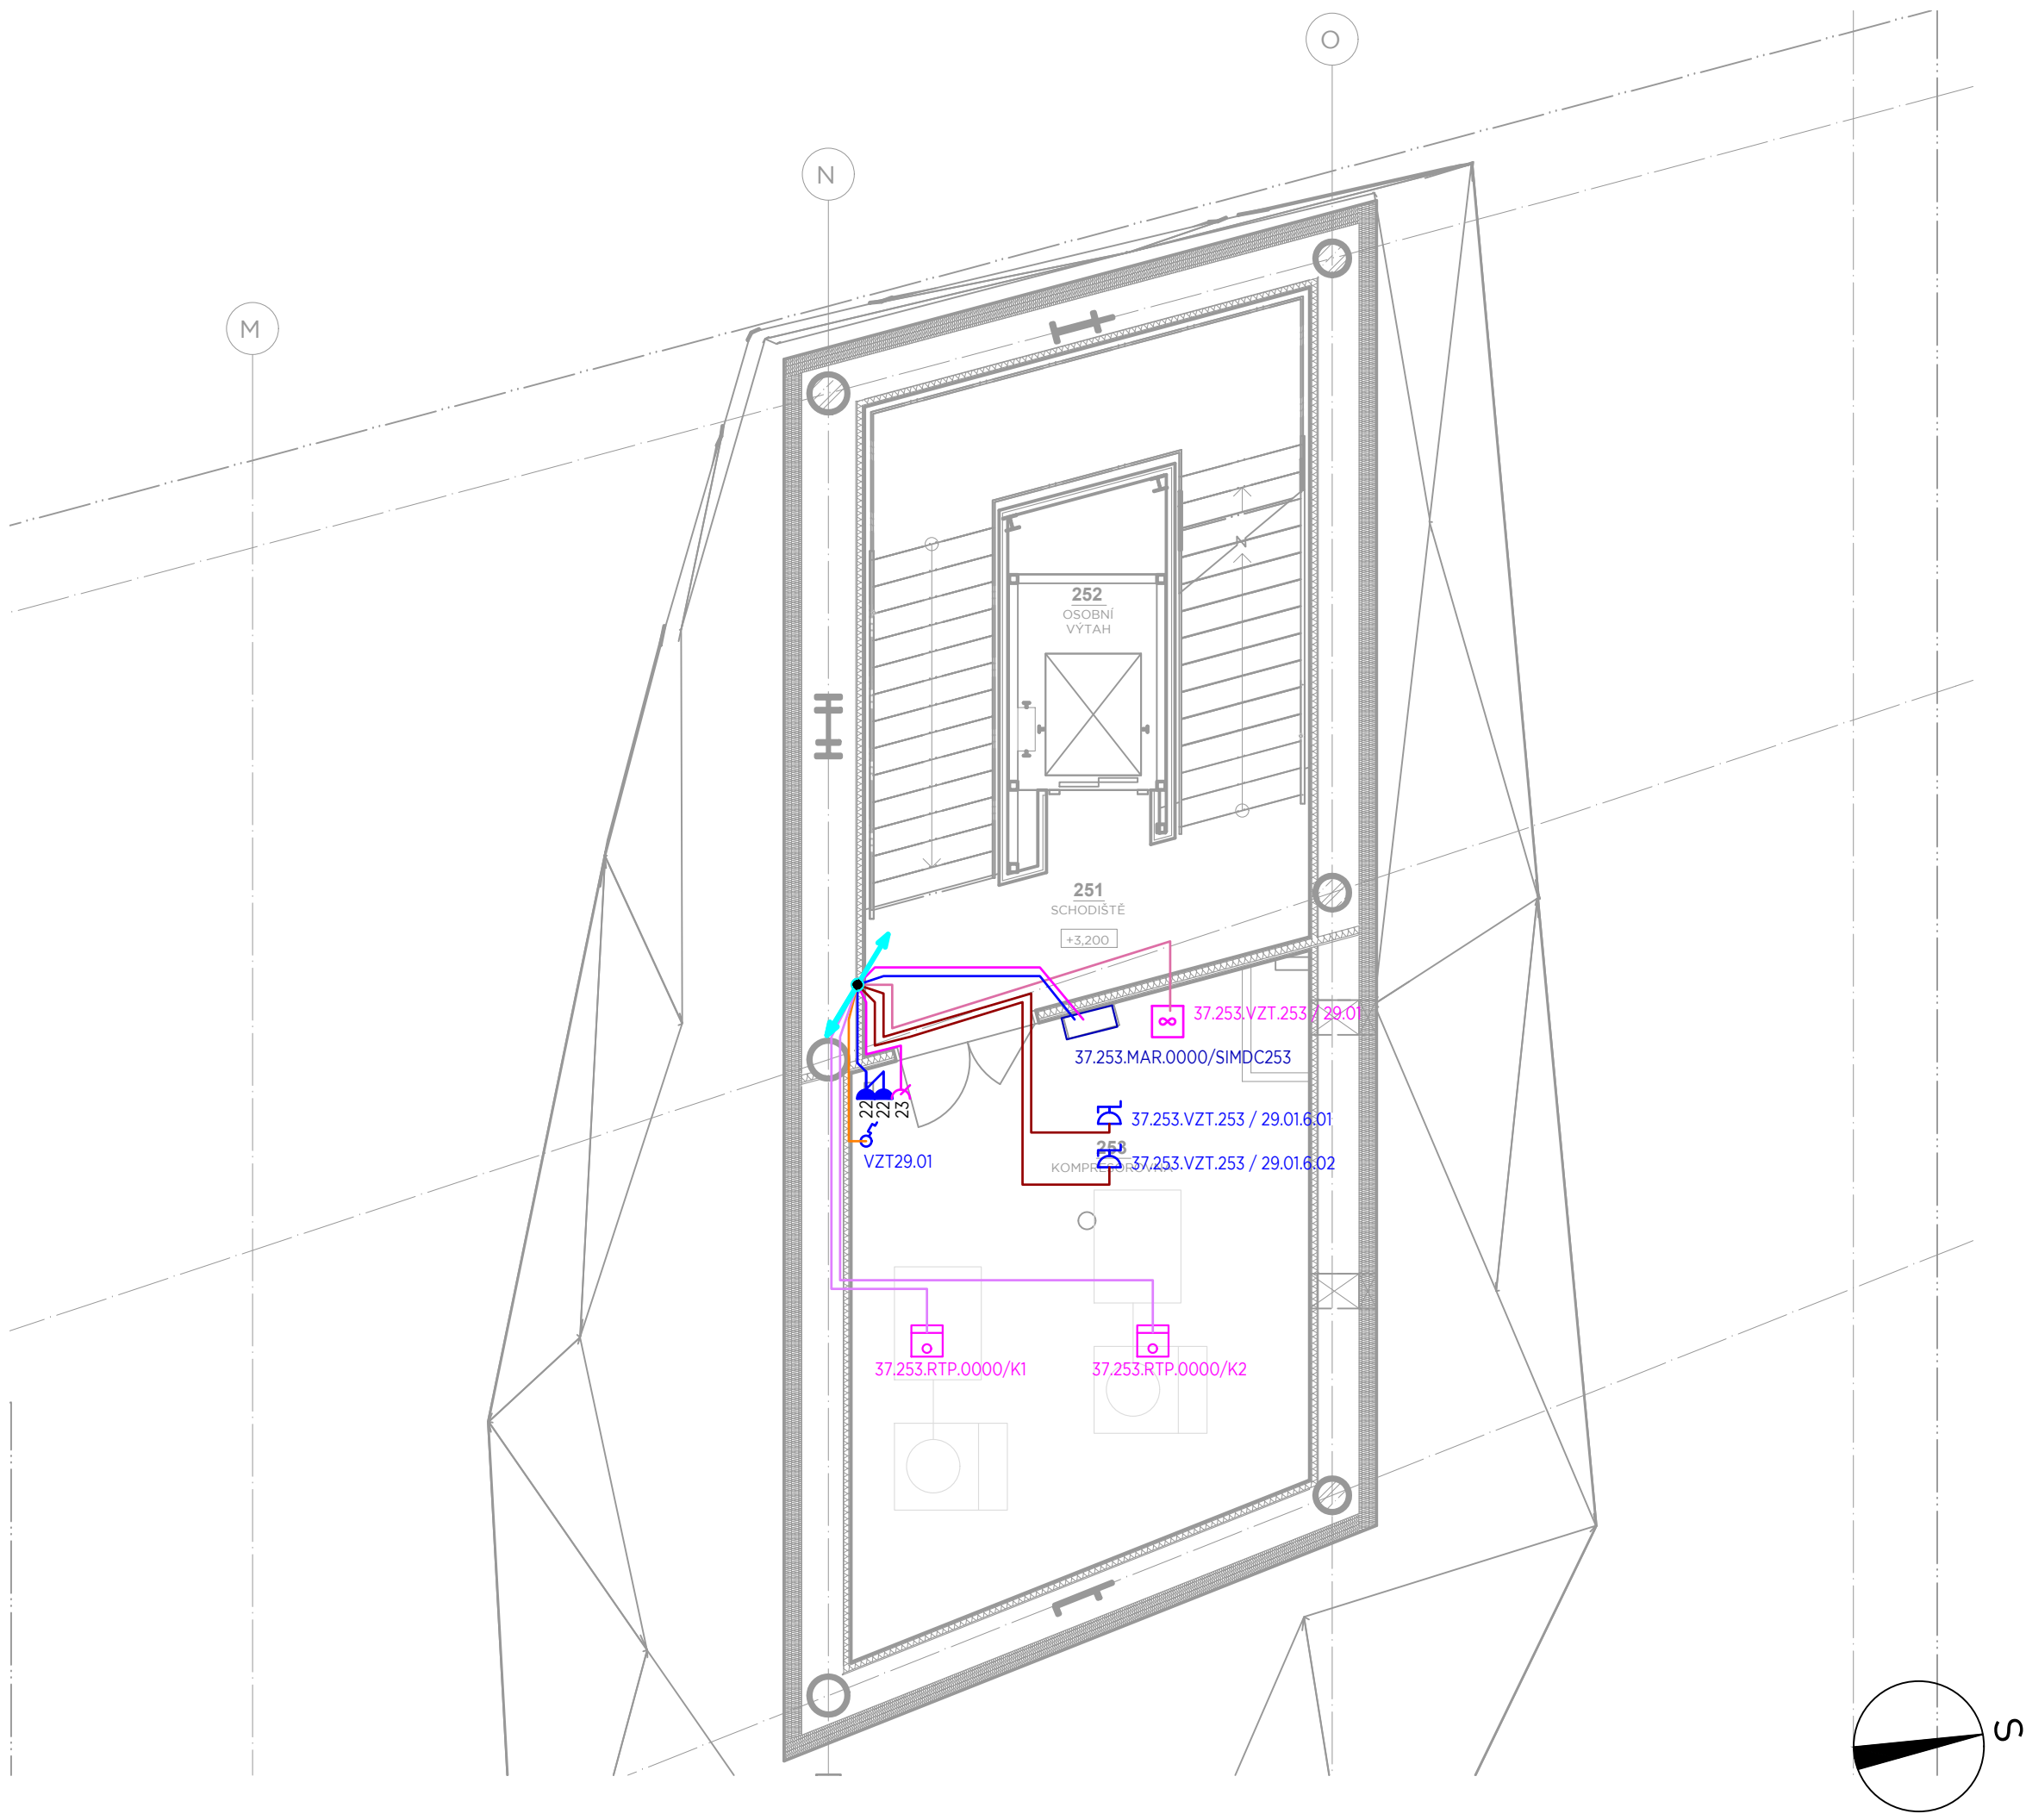 O
N
M
252
OSOBNÍ
VÝTAH
251
SCHODIŠTĚ
+3,200
37.253.VZT.253 / 29.01
37.253.MAR.0000/SIMDC253
22
22
23
37.253.VZT.253 / 29.01.6.01
253
KOMPRESOROVNA
37.253.VZT.253 / 29.01.6.02
VZT29.01
37.253.RTP.0000/K1
37.253.RTP.0000/K2
S